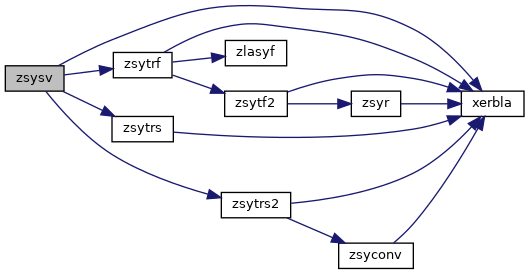 zsysv
zsytrf
zlasyf
zsytf2
zsyr
xerbla
zsytrs
zsytrs2
zsyconv